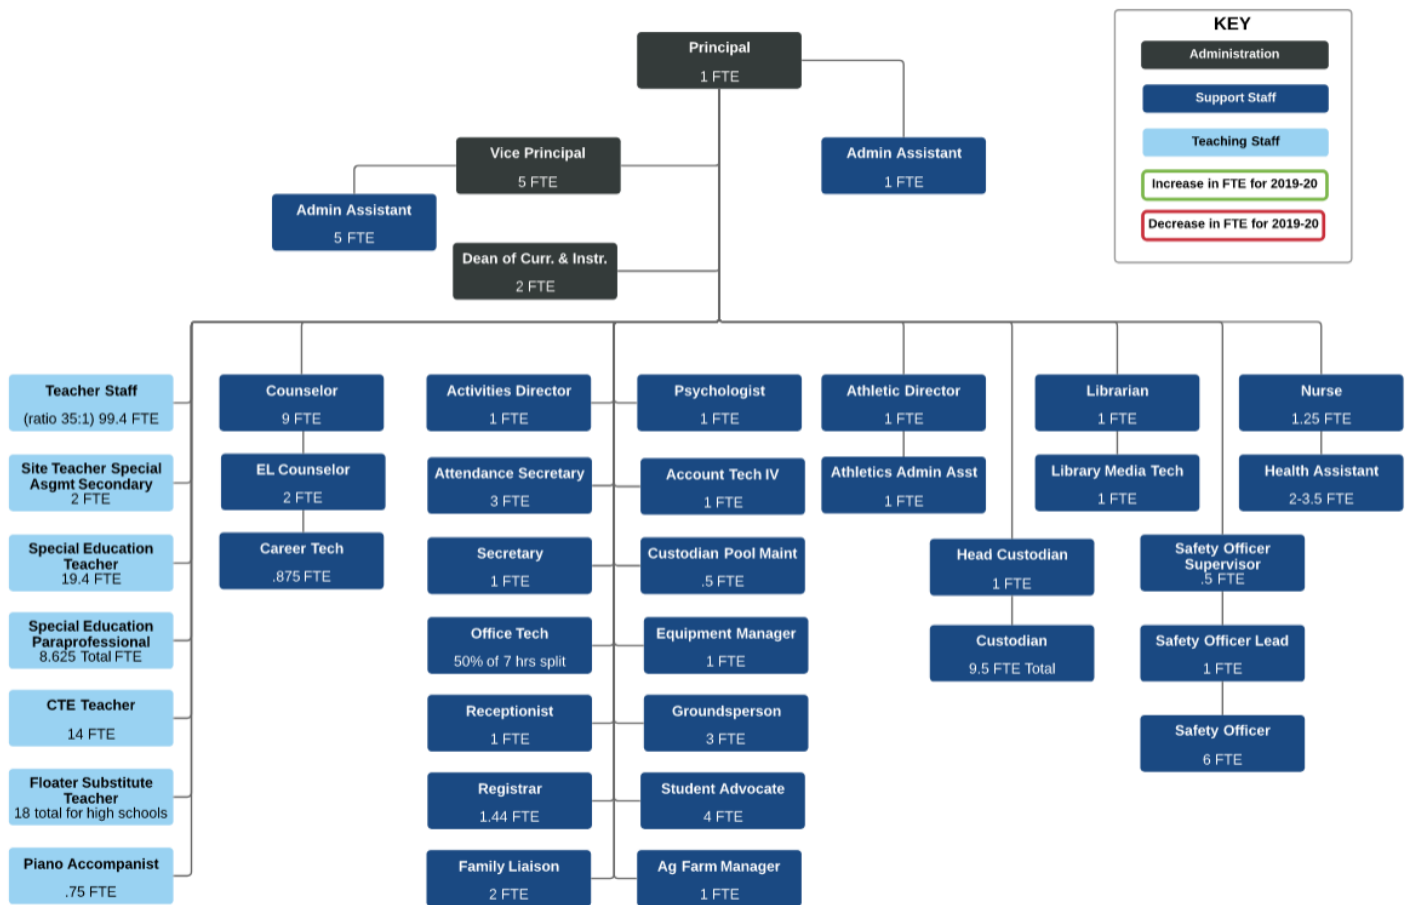 KEY
Administration
Support Staff
Teaching Staff
Increase in FTE for 2019-20
Decrease in FTE for 2019-20
Principal
1 FTE
Vice Principal
5 FTE
Admin Assistant
1 FTE
Admin Assistant
5 FTE
Dean of Curr. & Instr.
2 FTE
Teacher Staff
(ratio 35:1) 99.4 FTE
Site Teacher Special
Asgmt Secondary
2 FTE
Special Education
Teacher
19.4 FTE
Special Education
Paraprofessional
8.625 Total FTE
CTE Teacher
14 FTE
Floater Substitute
Teacher
18 total for high schools
Piano Accompanist
.75 FTE
Counselor
9 FTE
EL Counselor
2 FTE
Career Tech
.875 FTE
Activities Director
1 FTE
Attendance Secretary
3 FTE
Secretary
1 FTE
Office Tech
50% of 7 hrs split
Receptionist
1 FTE
Registrar
1.44 FTE
Family Liaison
2 FTE
Psychologist
1 FTE
Account Tech IV
1 FTE
Custodian Pool Maint
.5 FTE
Equipment Manager
1 FTE
Groundsperson
3 FTE
Student Advocate
4 FTE
Ag Farm Manager
1 FTE
Athletic Director
1 FTE
Athletics Admin Asst
1 FTE
Head Custodian
1 FTE
Custodian
9.5 FTE Total
Librarian
1 FTE
Library Media Tech
1 FTE
Safety Officer
Supervisor
.5 FTE
Safety Officer Lead
1 FTE
Safety Officer
6 FTE
Nurse
1.25 FTE
Health Assistant
2-3.5 FTE